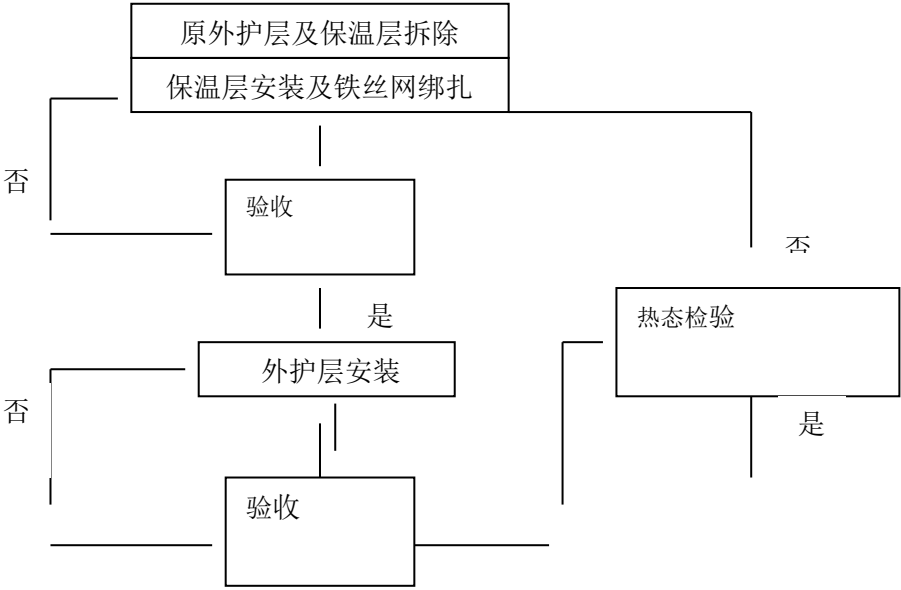 原外护层及保温层拆除
保温层安装及铁丝网绑扎
否
验收
否
是
热态检验
外护层安装
否
是
验收